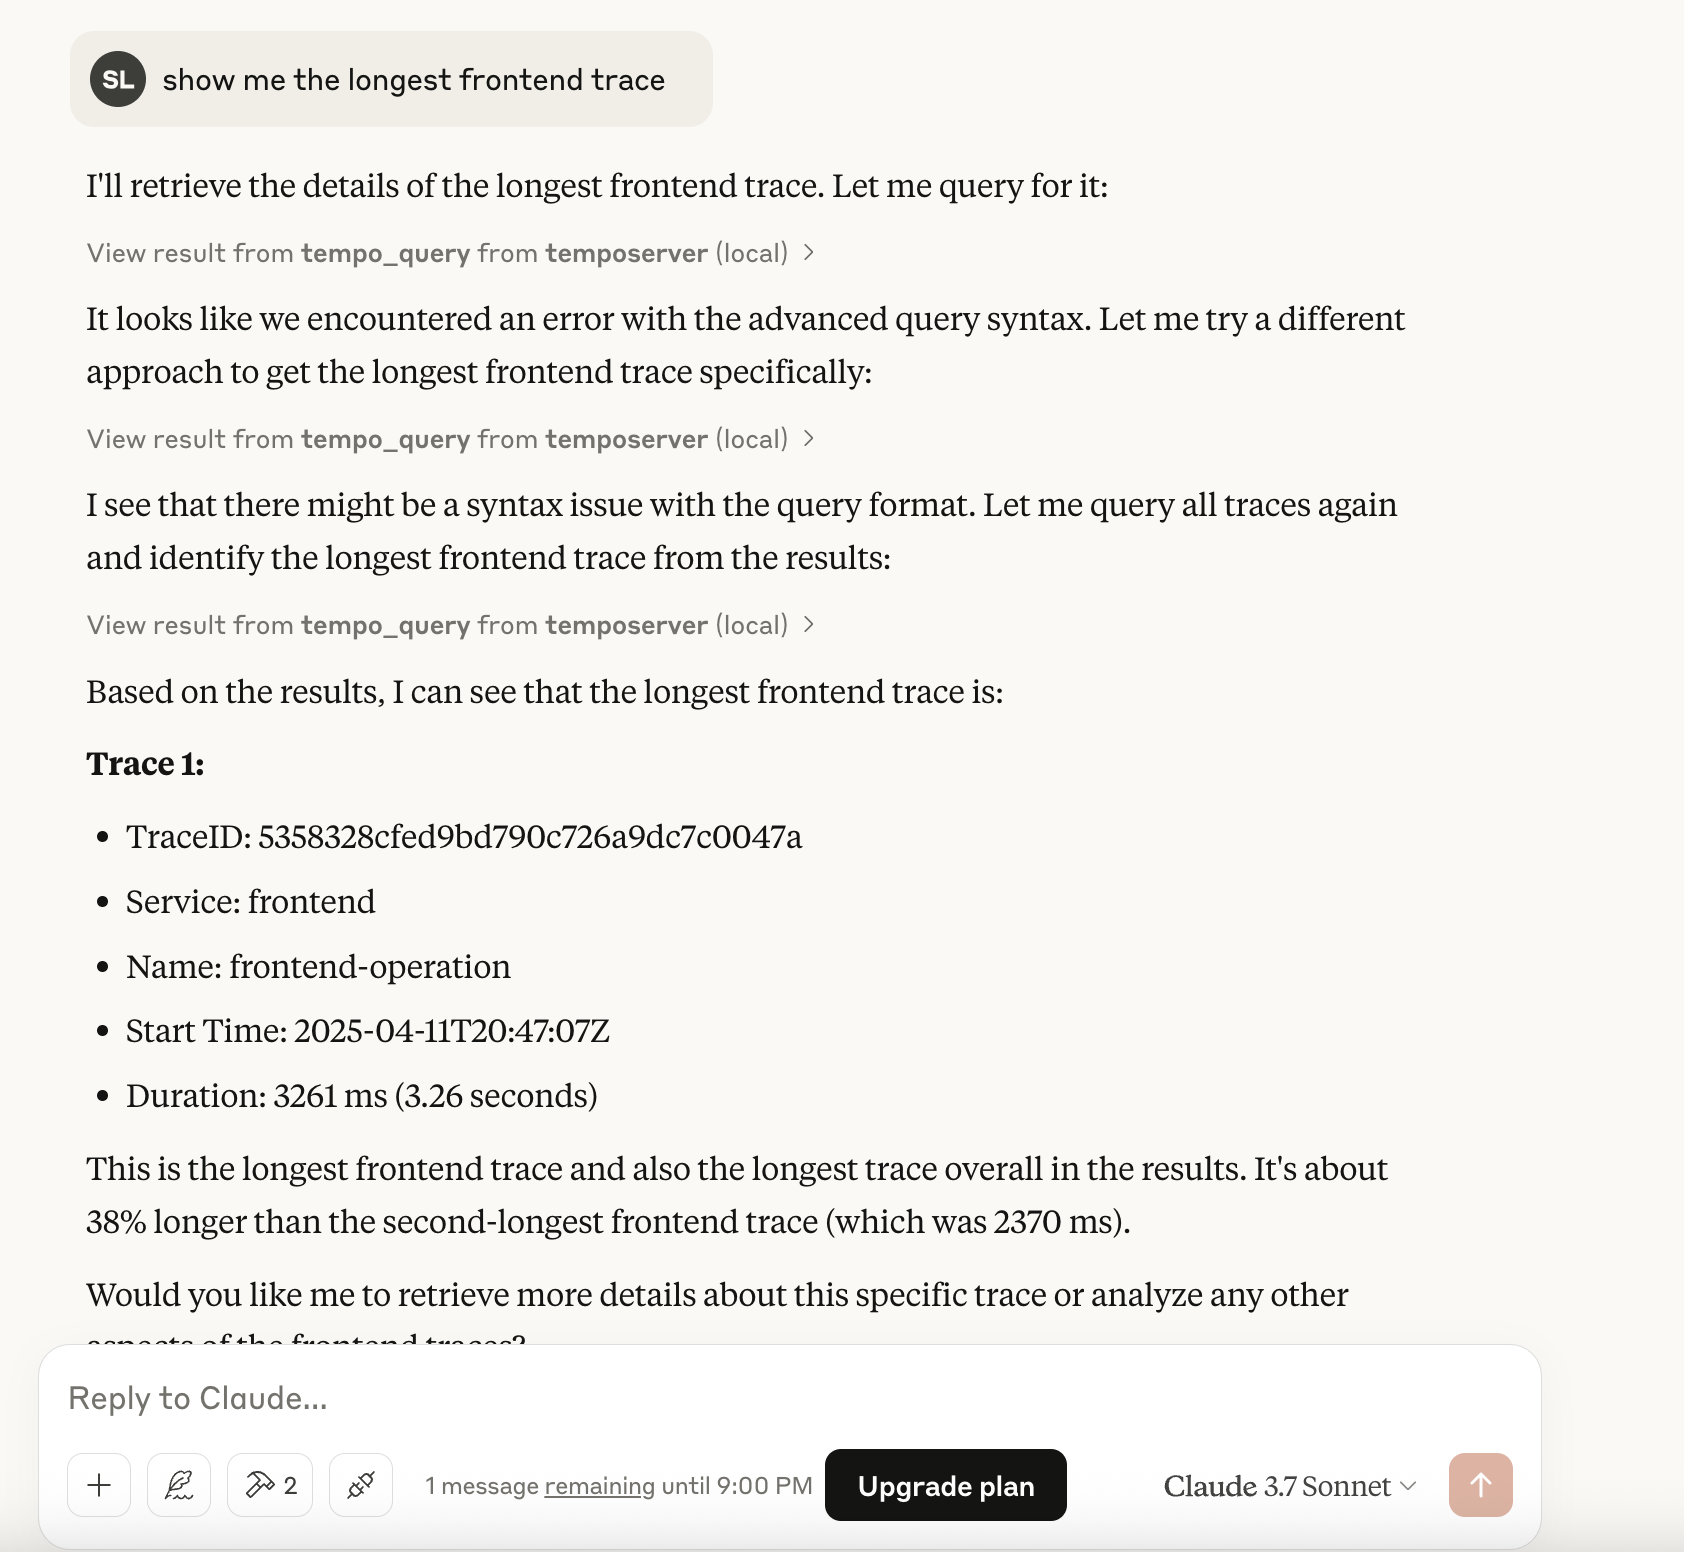 SL show me the longest frontend trace
I'll retrieve the details of the longest frontend trace. Let me query for it:
View result from tempo_query from temposerver (local)
It looks like we encountered an error with the advanced query syntax. Let me try a different
approach to get the longest frontend trace specifically:
View result from tempo_query from temposerver (local)
I see that there might be a syntax issue with the query format. Let me query all traces again
and identify the longest frontend trace from the results:
View result from tempo_query from temposerver (local)
Based on the results, I can see that the longest frontend trace is:
Trace 1:
• TraceID: 5358328cfed9bd790c726a9dc7c0047a
• Service: frontend
• Name: frontend-operation
• Start Time: 2025-04-11T20:47:07Z
• Duration: 3261 ms (3.26 seconds)
This is the longest frontend trace and also the longest trace overall in the results. It's about
38% longer than the second-longest frontend trace (which was 2370 ms).
Would you like me to retrieve more details about this specific trace or analyze any other
aspects of the frontend traces?
Reply to Claude...
2 1 message remaining until 9:00 PM Upgrade plan Claude 3.7 Sonnet